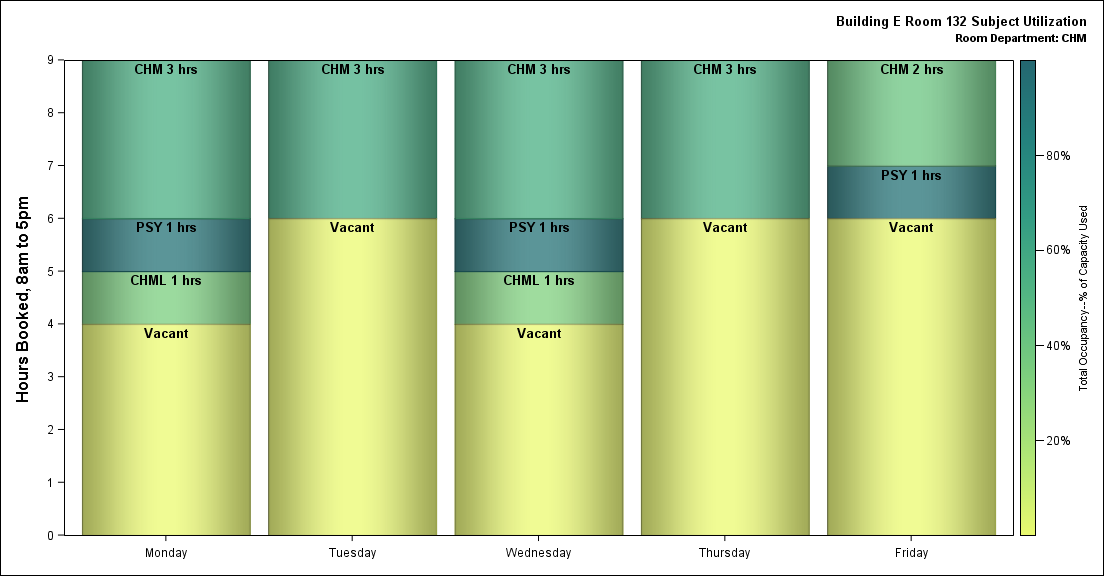 Building E Room 132 Subject Utilization
Room Department: CHM
Hours Booked, 8am to 5pm
9
8
7
6
5
4
3
2
1
0
CHM 3 hrs
PSY 1 hrs
CHML 1 hrs
Vacant
Monday
CHM 3 hrs
Vacant
Tuesday
CHM 3 hrs
PSY 1 hrs
CHML 1 hrs
Vacant
Wednesday
CHM 3 hrs
Vacant
Thursday
CHM 2 hrs
PSY 1 hrs
Vacant
Friday
80%
60%
40%
20%
Total Occupancy--% of Capacity Used